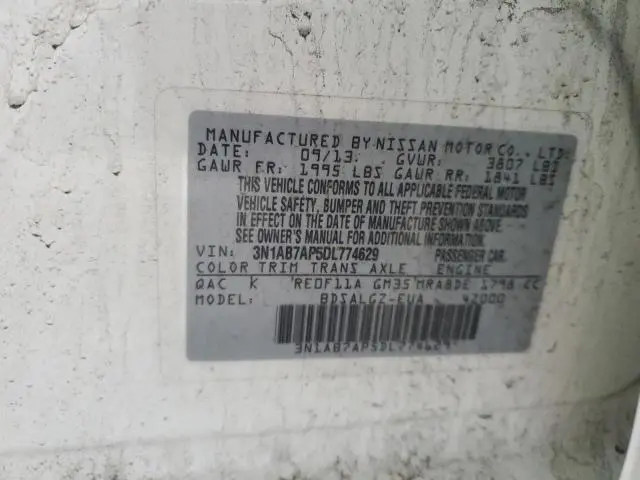 MANUFACTURED BY NISSAN MOTOR CO., LTD.
DATE: 09/13 GVWR: 3807 LBS
GAWR FR: 1995 LBS GAWR RR: 1841 LBS
THIS VEHICLE CONFORMS TO ALL APPLICABLE FEDERAL MOTOR
VEHICLE SAFETY, BUMPER AND THEFT PREVENTION STANDARDS
IN EFFECT ON THE DATE OF MANUFACTURE SHOWN ABOVE.
SEE OWNER'S MANUAL FOR ADDITIONAL INFORMATION.
VIN: 3N1AB7AP5DL774629 PASSENGER CAR.
COLOR TRIM TRANS AXLE ENGINE
QAC K RE0F11A GM35 MRA8DE 1798 CC
MODEL: BDSALGZ-EUA 42000
3N1AB7AP5DL774629